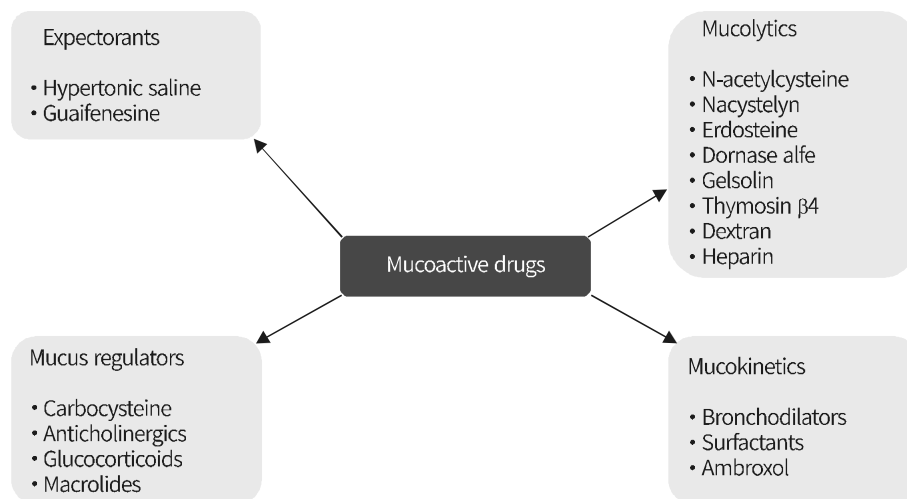 Expectorants
• Hypertonic saline
• Guaifenesine
Mucolytics
• N-acetylcysteine
• Nacystelyn
• Erdosteine
• Dornase alfe
• Gelsolin
• Thymosin β4
• Dextran
• Heparin
Mucoactive drugs
Mucus regulators
• Carbocysteine
• Anticholinergics
• Glucocorticoids
• Macrolides
Mucokinetics
• Bronchodilators
• Surfactants
• Ambroxol